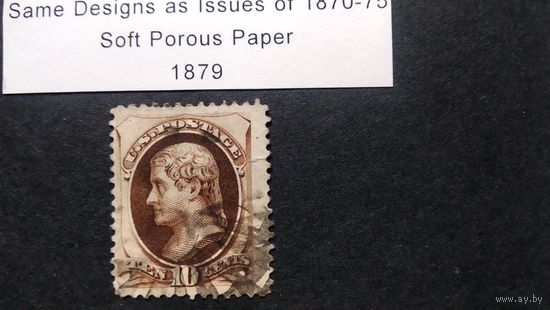 Same Designs as Issues of 1870-75
Soft Porous Paper
1879
U.S. POSTAGE
TEN 10 CENTS
www.ay.by